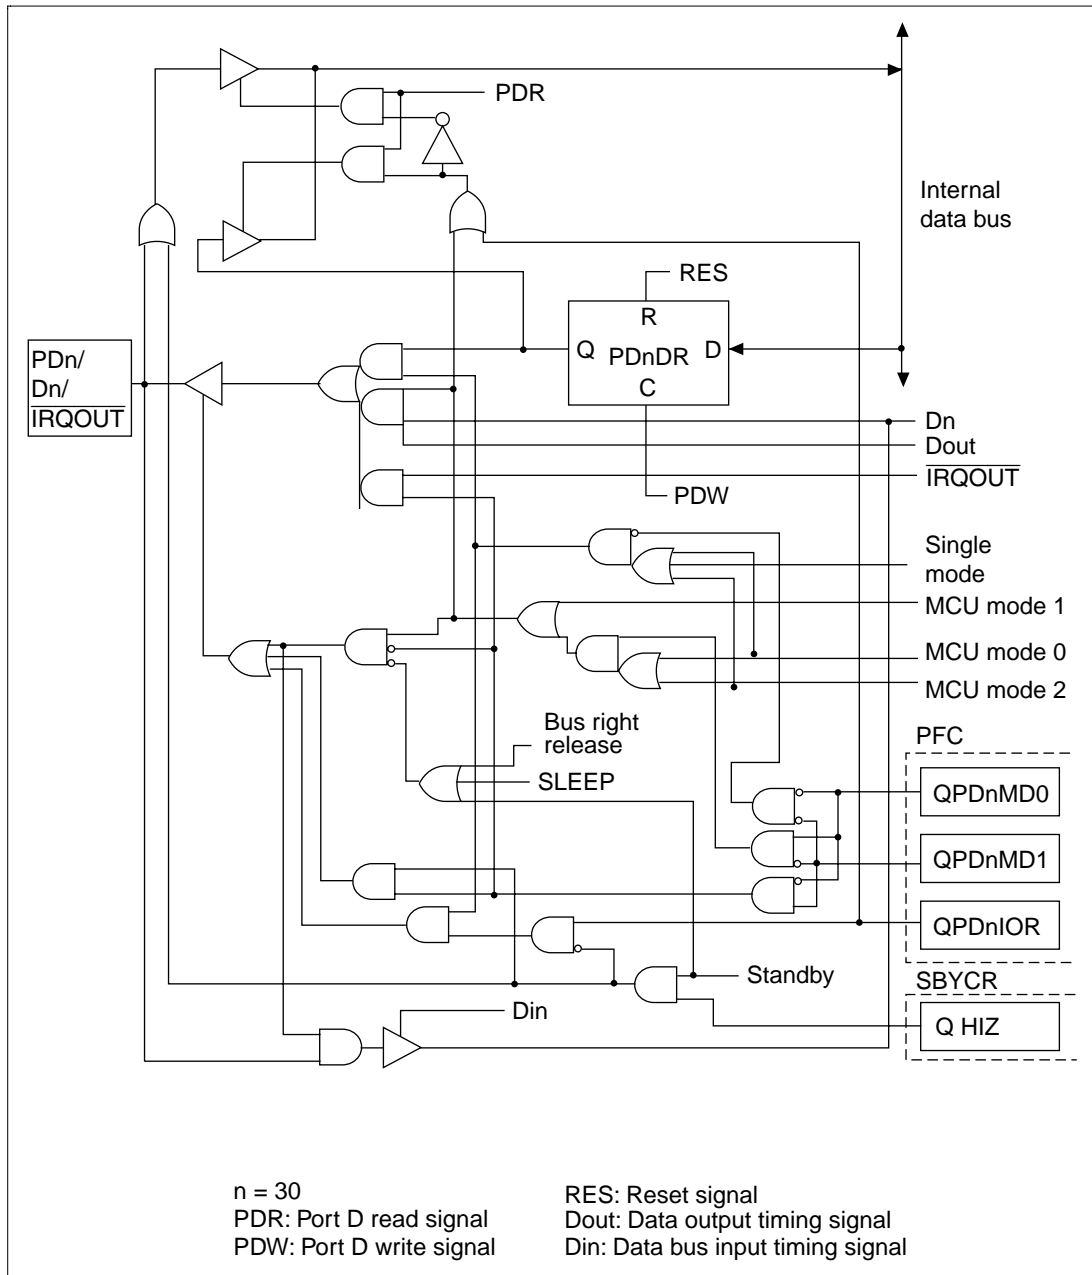 PDR
Internal
data bus
RES
R
Q
PDnDR
D
C
PDn/
Dn/
IRQOUT
Dn
Dout
IRQOUT
PDW
Single
mode
MCU mode 1
MCU mode 0
MCU mode 2
Bus right
release
SLEEP
PFC
QPDnMD0
QPDnMD1
QPDnIOR
Standby
SBYCR
Q HIZ
Din
n = 30
PDR: Port D read signal
PDW: Port D write signal
RES: Reset signal
Dout: Data output timing signal
Din: Data bus input timing signal